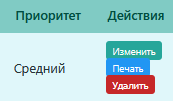 Приоритет Действия
Изменить
Средний Печать
Удалить